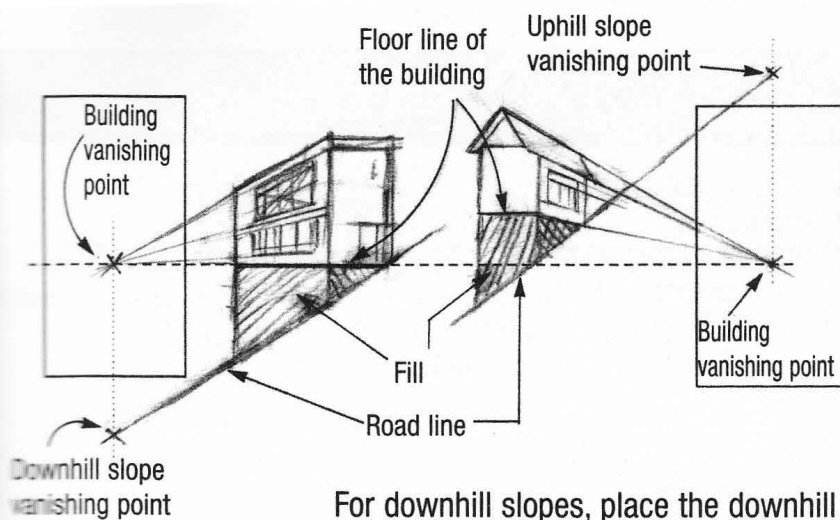 Floor line of
the building
Uphill slope
vanishing point
Building
vanishing
point
Building
vanishing point
Fill
Road line
Downhill slope
vanishing point
For downhill slopes, place the downhill